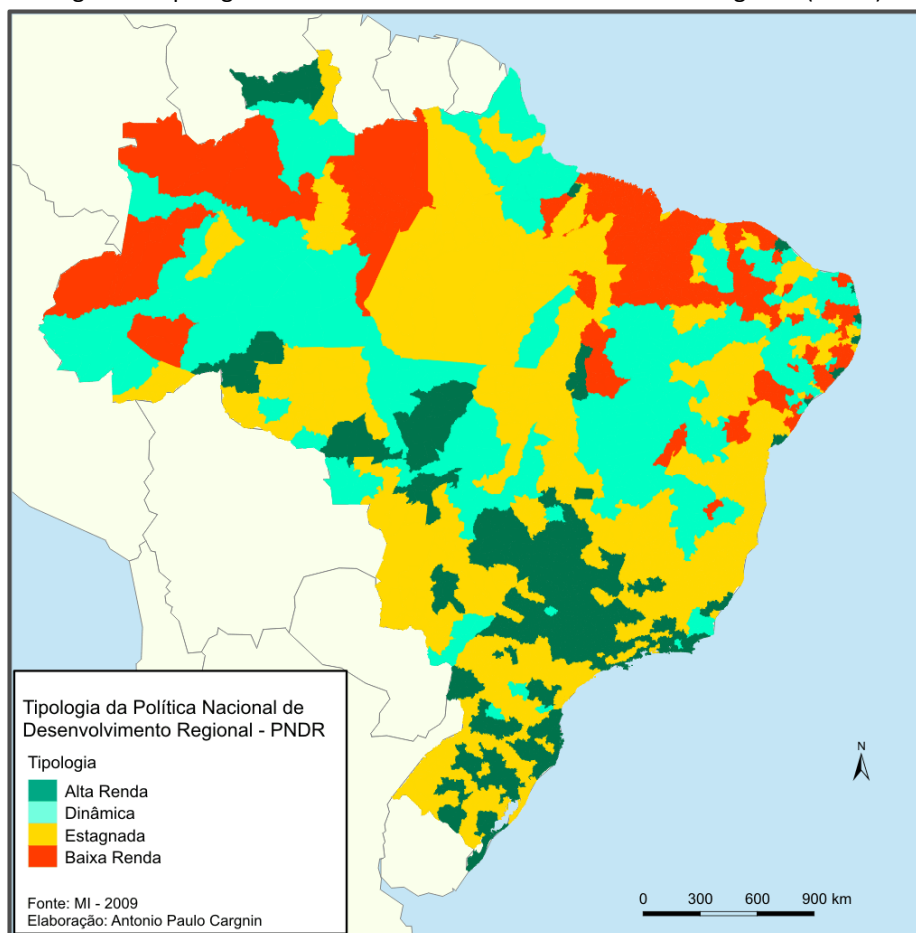 Tipologia da Política Nacional de
Desenvolvimento Regional - PNDR
Tipologia
Alta Renda
Dinâmica
Estagnada
Baixa Renda
Fonte: MI - 2009
Elaboração: Antonio Paulo Cargnin
N
0 300 600 900 km